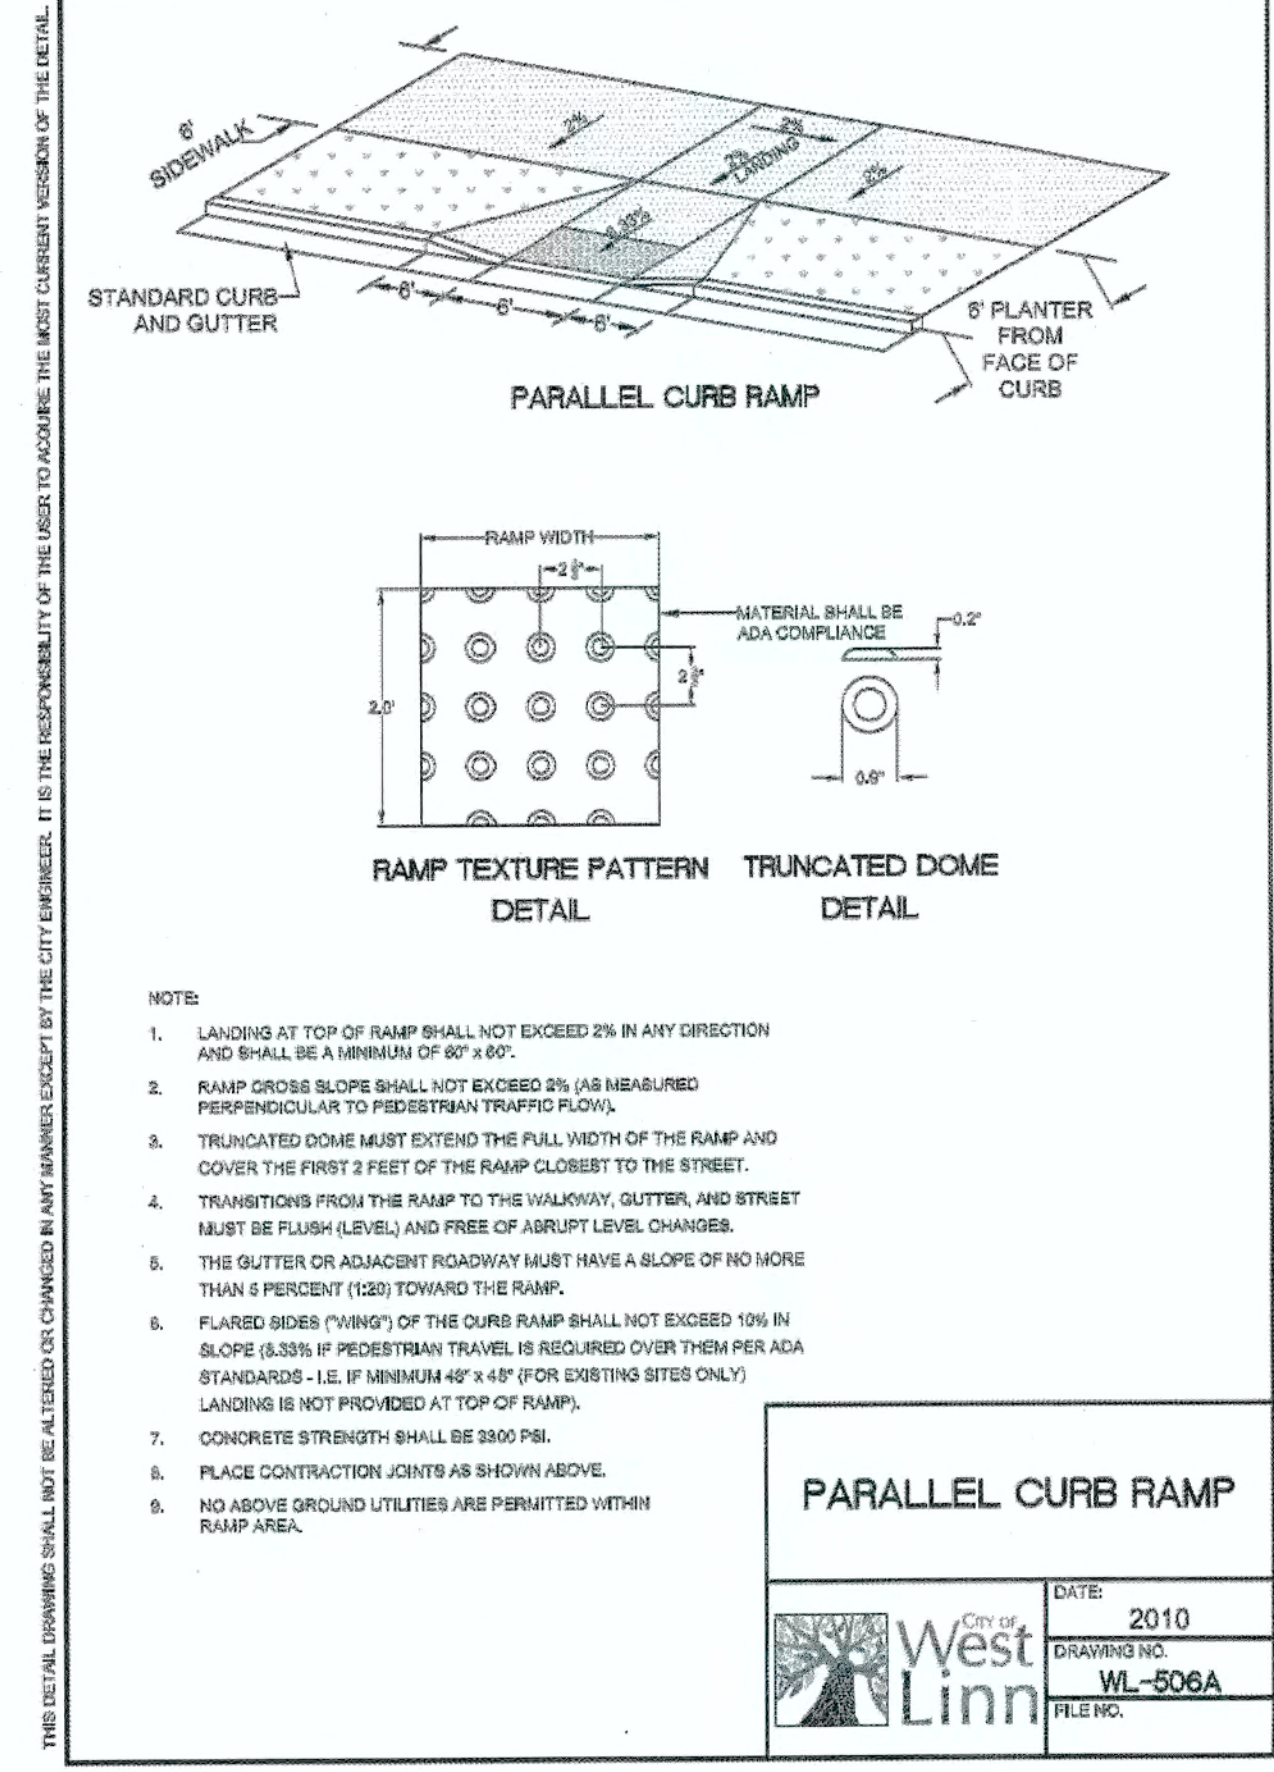 THIS DETAIL DRAWING SHALL NOT BE ALTERED OR CHANGED IN ANY MANNER EXCEPT BY THE CITY ENGINEER. IT IS THE RESPONSIBILITY OF THE USER TO ACQUIRE THE MOST CURRENT VERSION OF THE DETAIL.
6'
SIDEWALK
2%
2%
2%
LANDING
2%
8.33%
STANDARD CURB
AND GUTTER
6'
6'
6'
PLANTER
FROM
FACE OF
CURB
PARALLEL CURB RAMP
RAMP WIDTH
MATERIAL SHALL BE
ADA COMPLIANCE
0.2"
2.0'
0.9"
RAMP TEXTURE PATTERN
DETAIL
TRUNCATED DOME
DETAIL
NOTE:
1. LANDING AT TOP OF RAMP SHALL NOT EXCEED 2% IN ANY DIRECTION
AND SHALL BE A MINIMUM OF 60" x 60".
2. RAMP CROSS SLOPE SHALL NOT EXCEED 2% (AS MEASURED
PERPENDICULAR TO PEDESTRIAN TRAFFIC FLOW).
3. TRUNCATED DOME MUST EXTEND THE FULL WIDTH OF THE RAMP AND
COVER THE FIRST 2 FEET OF THE RAMP CLOSEST TO THE STREET.
4. TRANSITIONS FROM THE RAMP TO THE WALKWAY, GUTTER, AND STREET
MUST BE FLUSH (LEVEL) AND FREE OF ABRUPT LEVEL CHANGES.
5. THE GUTTER OR ADJACENT ROADWAY MUST HAVE A SLOPE OF NO MORE
THAN 5 PERCENT (1:20) TOWARD THE RAMP.
6. FLARED SIDES ("WING") OF THE CURB RAMP SHALL NOT EXCEED 10% IN
SLOPE (8.33% IF PEDESTRIAN TRAVEL IS REQUIRED OVER THEM PER ADA
STANDARDS - I.E. IF MINIMUM 48" x 48" (FOR EXISTING SITES ONLY)
LANDING IS NOT PROVIDED AT TOP OF RAMP).
7. CONCRETE STRENGTH SHALL BE 3300 PSI.
8. PLACE CONTRACTION JOINTS AS SHOWN ABOVE.
9. NO ABOVE GROUND UTILITIES ARE PERMITTED WITHIN
RAMP AREA.
PARALLEL CURB RAMP
CITY OF
West
Linn
DATE:
2010
DRAWING NO.
WL-506A
FILE NO.